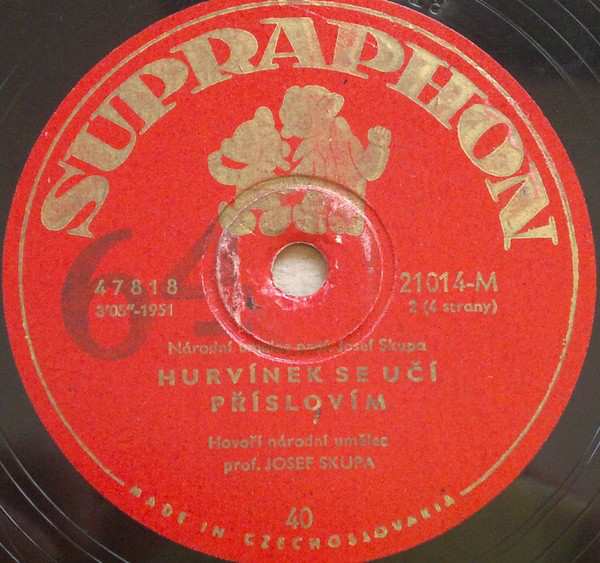 SUPRAPHON
64
47818
3'05"-1951
21014-M
2 (4 strany)
Národní umělec prof. Josef Skupa
HURVÍNEK SE UČÍ
PŘÍSLOVÍM
Hovoří národní umělec
prof. JOSEF SKUPA
40
MADE IN CZECHOSLOVAKIA